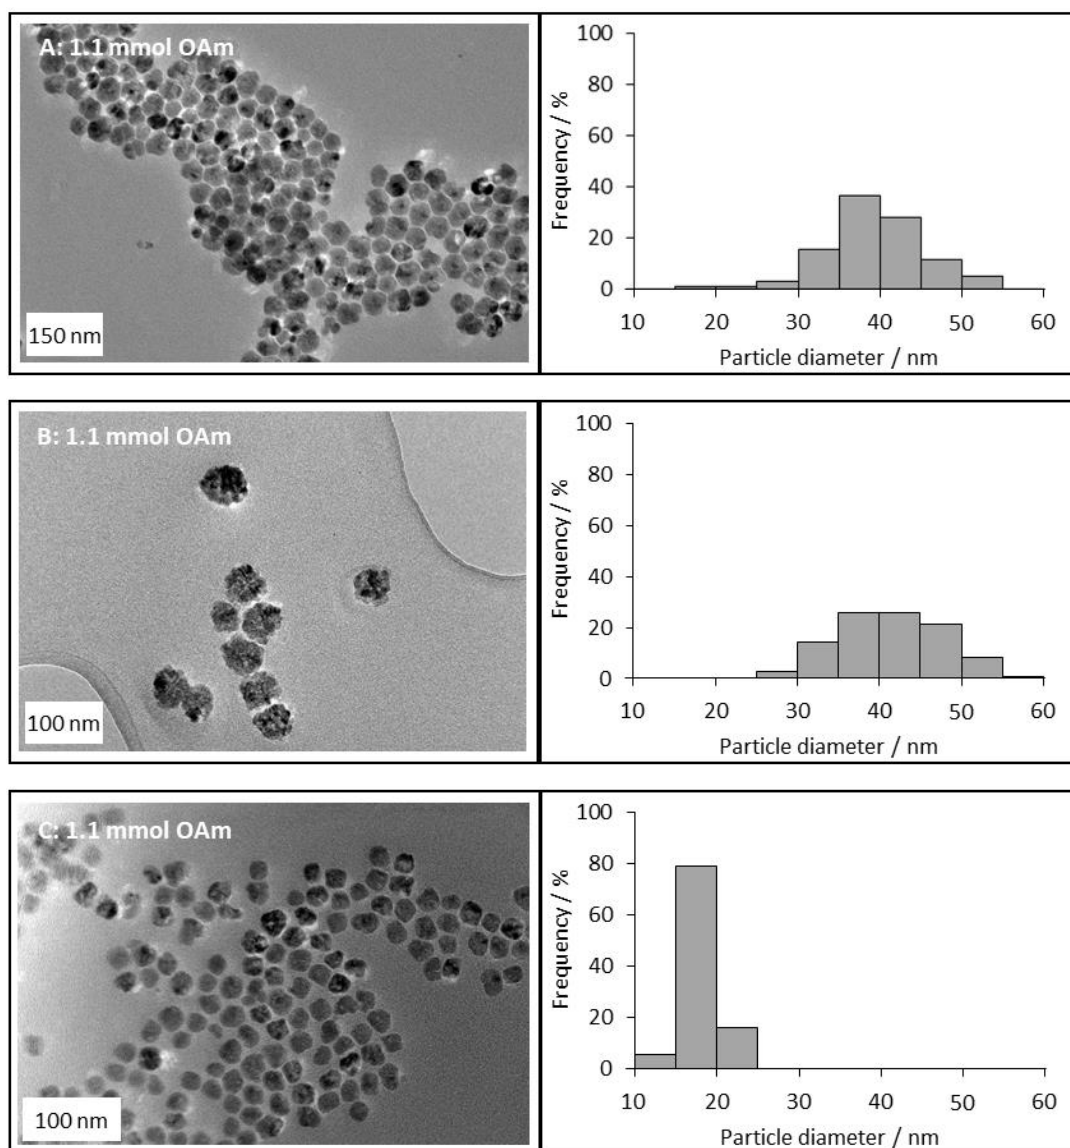 A: 1.1 mmol OAm
150 nm
Frequency / %
100
80
60
40
20
0
10 20 30 40 50 60
Particle diameter / nm
B: 1.1 mmol OAm
100 nm
Frequency / %
100
80
60
40
20
0
10 20 30 40 50 60
Particle diameter / nm
C: 1.1 mmol OAm
100 nm
Frequency / %
100
80
60
40
20
0
10 20 30 40 50 60
Particle diameter / nm